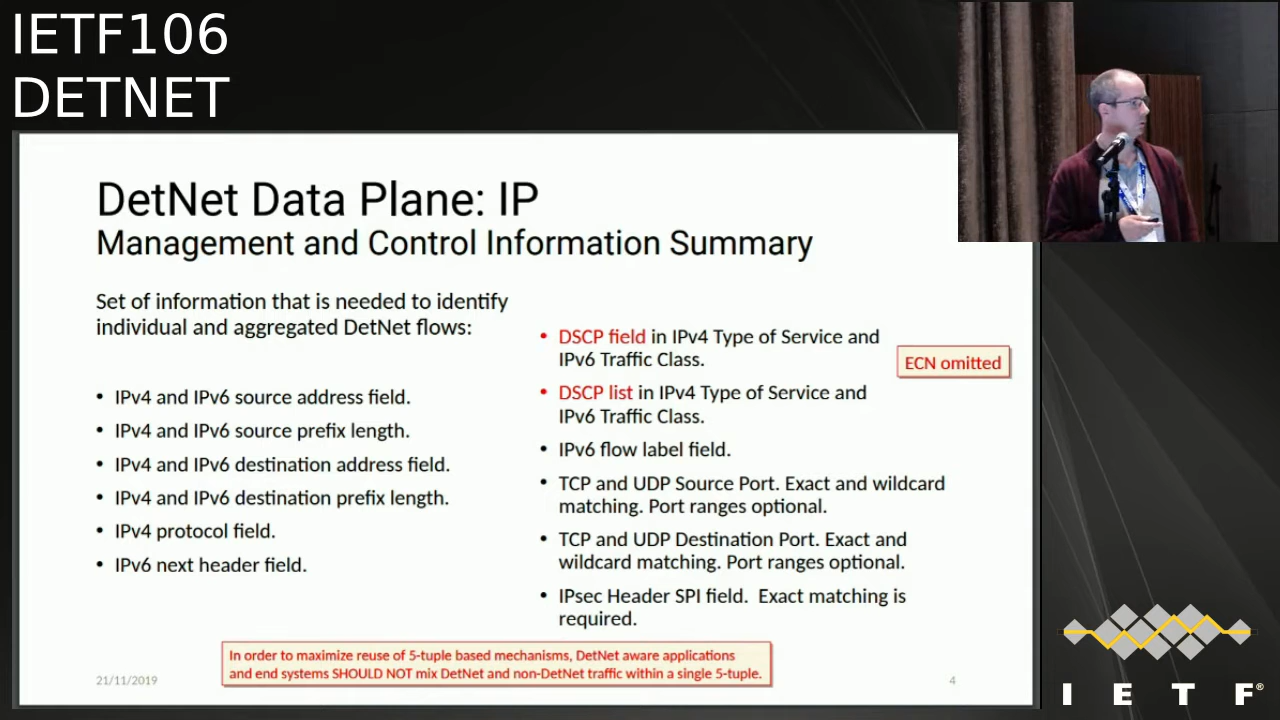 IETF106
DETNET
DetNet Data Plane: IP
Management and Control Information Summary
Set of information that is needed to identify
individual and aggregated DetNet flows:
• IPv4 and IPv6 source address field.
• IPv4 and IPv6 source prefix length.
• IPv4 and IPv6 destination address field.
• IPv4 and IPv6 destination prefix length.
• IPv4 protocol field.
• IPv6 next header field.
• DSCP field in IPv4 Type of Service and
IPv6 Traffic Class.
ECN omitted
• DSCP list in IPv4 Type of Service and
IPv6 Traffic Class.
• IPv6 flow label field.
• TCP and UDP Source Port. Exact and wildcard
matching. Port ranges optional.
• TCP and UDP Destination Port. Exact and
wildcard matching. Port ranges optional.
• IPsec Header SPI field. Exact matching is
required.
In order to maximize reuse of 5-tuple based mechanisms, DetNet aware applications
and end systems SHOULD NOT mix DetNet and non-DetNet traffic within a single 5-tuple.
21/11/2019
4
I E T F®